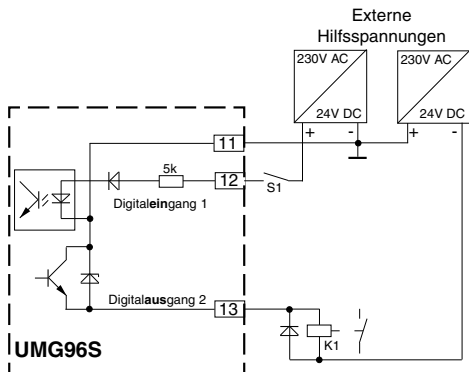 Externe
Hilfsspannungen
230V AC
230V AC
24V DC
24V DC
+
-
+
-
11
5k
12
S1
Digitaleingang 1
Digitalausgang 2
13
K1
UMG96S